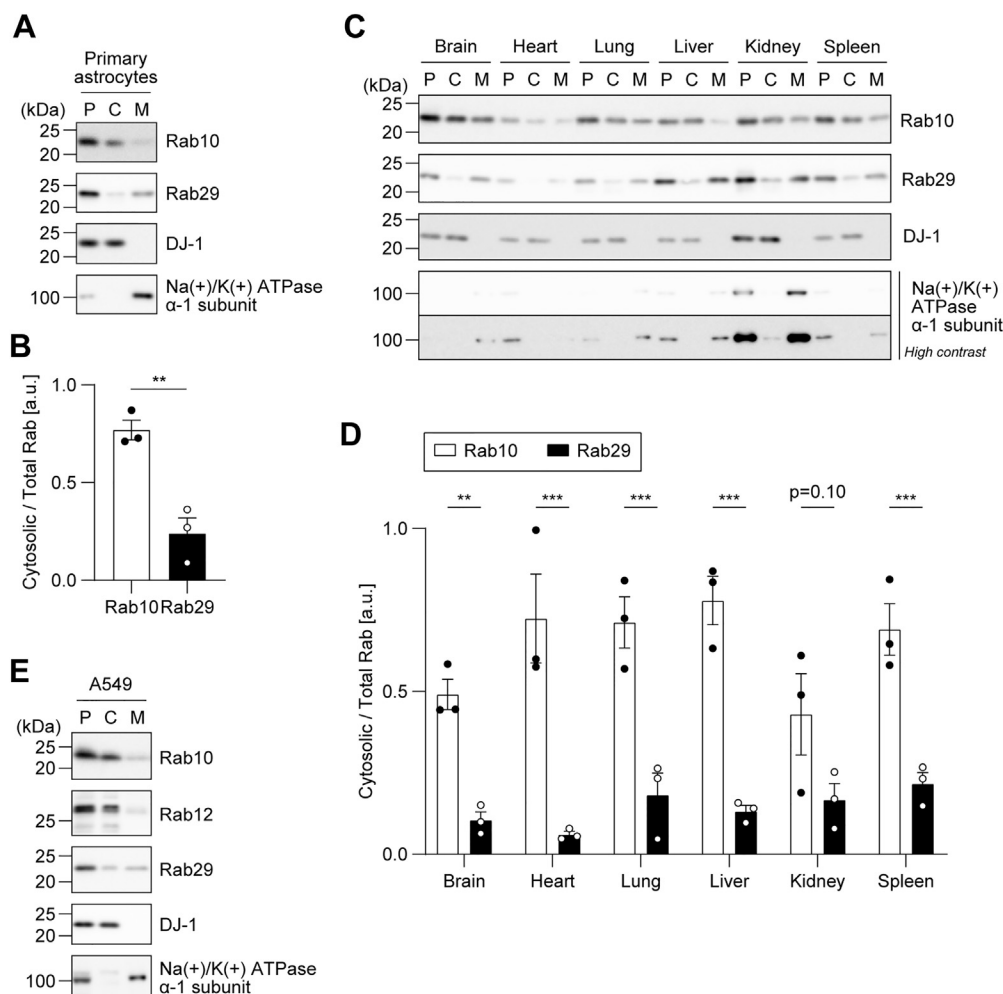 A
Primary
astrocytes
(kDa) P C M
25
20
Rab10
25
20
Rab29
25
20
DJ-1
100
Na(+)/K(+) ATPase
α-1 subunit
B
**
Cytosolic / Total Rab [a.u.]
1.0
0.5
0.0
Rab10 Rab29
C
Brain Heart Lung Liver Kidney Spleen
(kDa) P C M P C M P C M P C M P C M P C M
25
20
Rab10
25
20
Rab29
25
20
DJ-1
100
100
Na(+)/K(+)
ATPase
α-1 subunit
High contrast
D
Rab10 Rab29
** *** *** *** p=0.10 ***
Cytosolic / Total Rab [a.u.]
1.0
0.5
0.0
Brain Heart Lung Liver Kidney Spleen
E
A549
(kDa) P C M
25
20
Rab10
25
Rab12
25
20
Rab29
25
20
DJ-1
100
Na(+)/K(+) ATPase
α-1 subunit